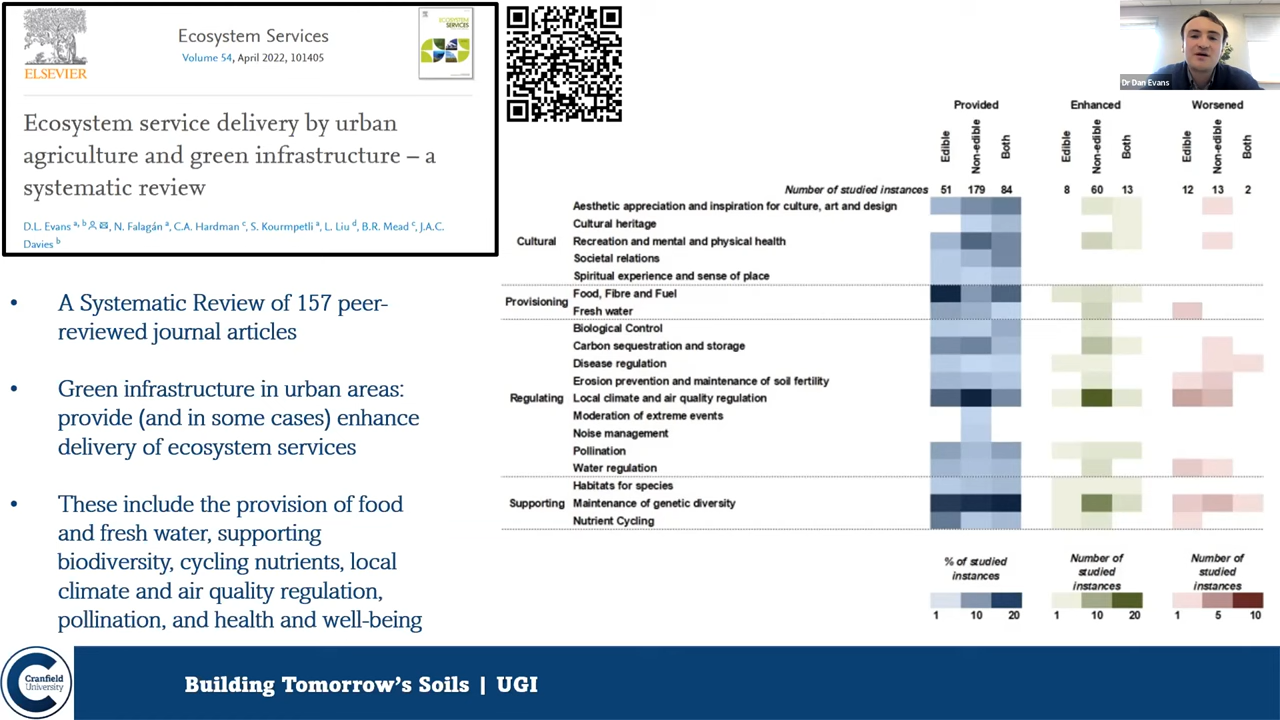 ELSEVIER
Ecosystem Services
Volume 54, April 2022, 101405
ECOSYSTEM
SERVICES
Ecosystem service delivery by urban
agriculture and green infrastructure – a
systematic review
D.L. Evans a, b, N. Falagán a, C.A. Hardman c, S. Kourmpetli a, L. Liu d, B.R. Mead c, J.A.C.
Davies b
Dr Dan Evans
• A Systematic Review of 157 peer-
reviewed journal articles
• Green infrastructure in urban areas:
provide (and in some cases) enhance
delivery of ecosystem services
• These include the provision of food
and fresh water, supporting
biodiversity, cycling nutrients, local
climate and air quality regulation,
pollination, and health and well-being
Provided Enhanced Worsened
Edible Non-edible Both Edible Non-edible Both Edible Non-edible Both
Number of studied instances 51 179 84 8 60 13 12 13 2
Cultural
Aesthetic appreciation and inspiration for culture, art and design
Cultural heritage
Recreation and mental and physical health
Societal relations
Spiritual experience and sense of place
Provisioning
Food, Fibre and Fuel
Fresh water
Regulating
Biological Control
Carbon sequestration and storage
Disease regulation
Erosion prevention and maintenance of soil fertility
Local climate and air quality regulation
Moderation of extreme events
Noise management
Pollination
Water regulation
Supporting
Habitats for species
Maintenance of genetic diversity
Nutrient Cycling
% of studied
instances
1 10 20
Number of
studied
instances
1 10 20
Number of
studied
instances
1 5 10
Cranfield
University
Building Tomorrow's Soils | UGI